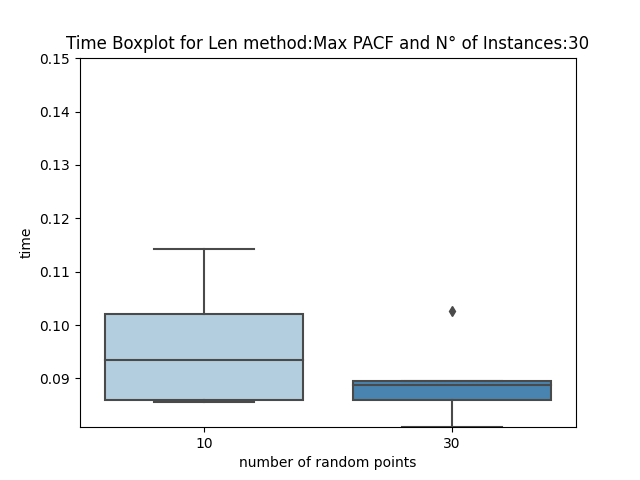 Time Boxplot for Len method:Max PACF and N° of Instances:30
0.15
0.14
0.13
0.12
0.11
0.10
0.09
time
10 30
number of random points